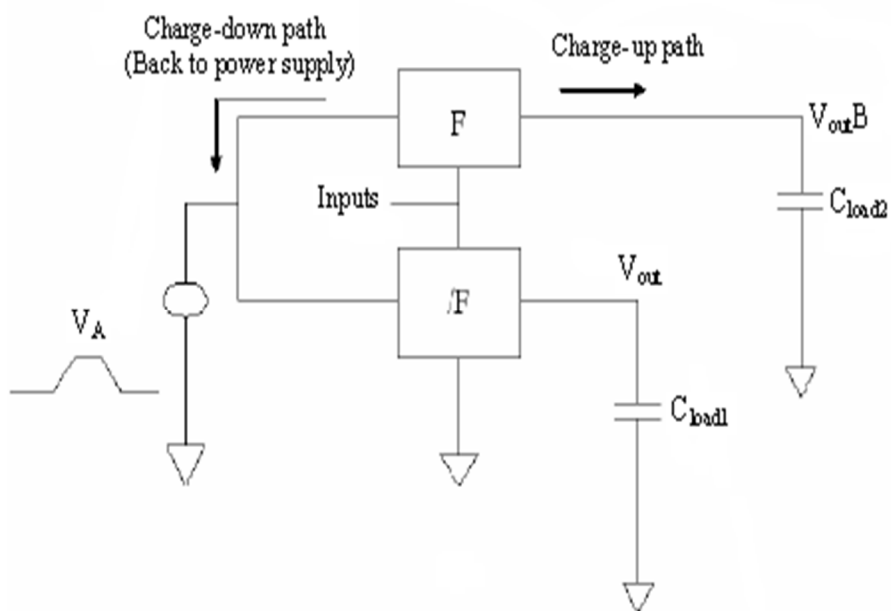 Charge-down path
(Back to power supply)
Charge-up path
F
VoutB
Inputs
Cload2
Vout
/F
VA
Cload1